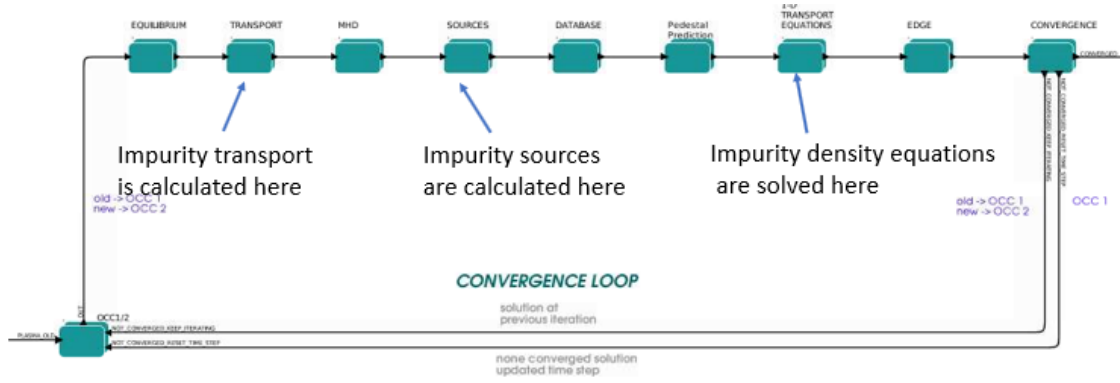 EQUILIBRIUM
TRANSPORT
MHD
SOURCES
DATABASE
Pedestal
Prediction
1-D
TRANSPORT
EQUATIONS
EDGE
CONVERGENCE
CONVERGED
Impurity transport
is calculated here
Impurity sources
are calculated here
Impurity density equations
are solved here
NOT_CONVERGED_KEEP_ITERATING
NOT_CONVERGED_RESET_TIME_STEP
old -> OCC 1
new -> OCC 2
old -> OCC 1
new -> OCC 2
OCC 1
CONVERGENCE LOOP
solution at
previous iteration
OUT
OCC1/2
PLASMA_OLD
NOT_CONVERGED_KEEP_ITERATING
NOT_CONVERGED_RESET_TIME_STEP
none converged solution
updated time step